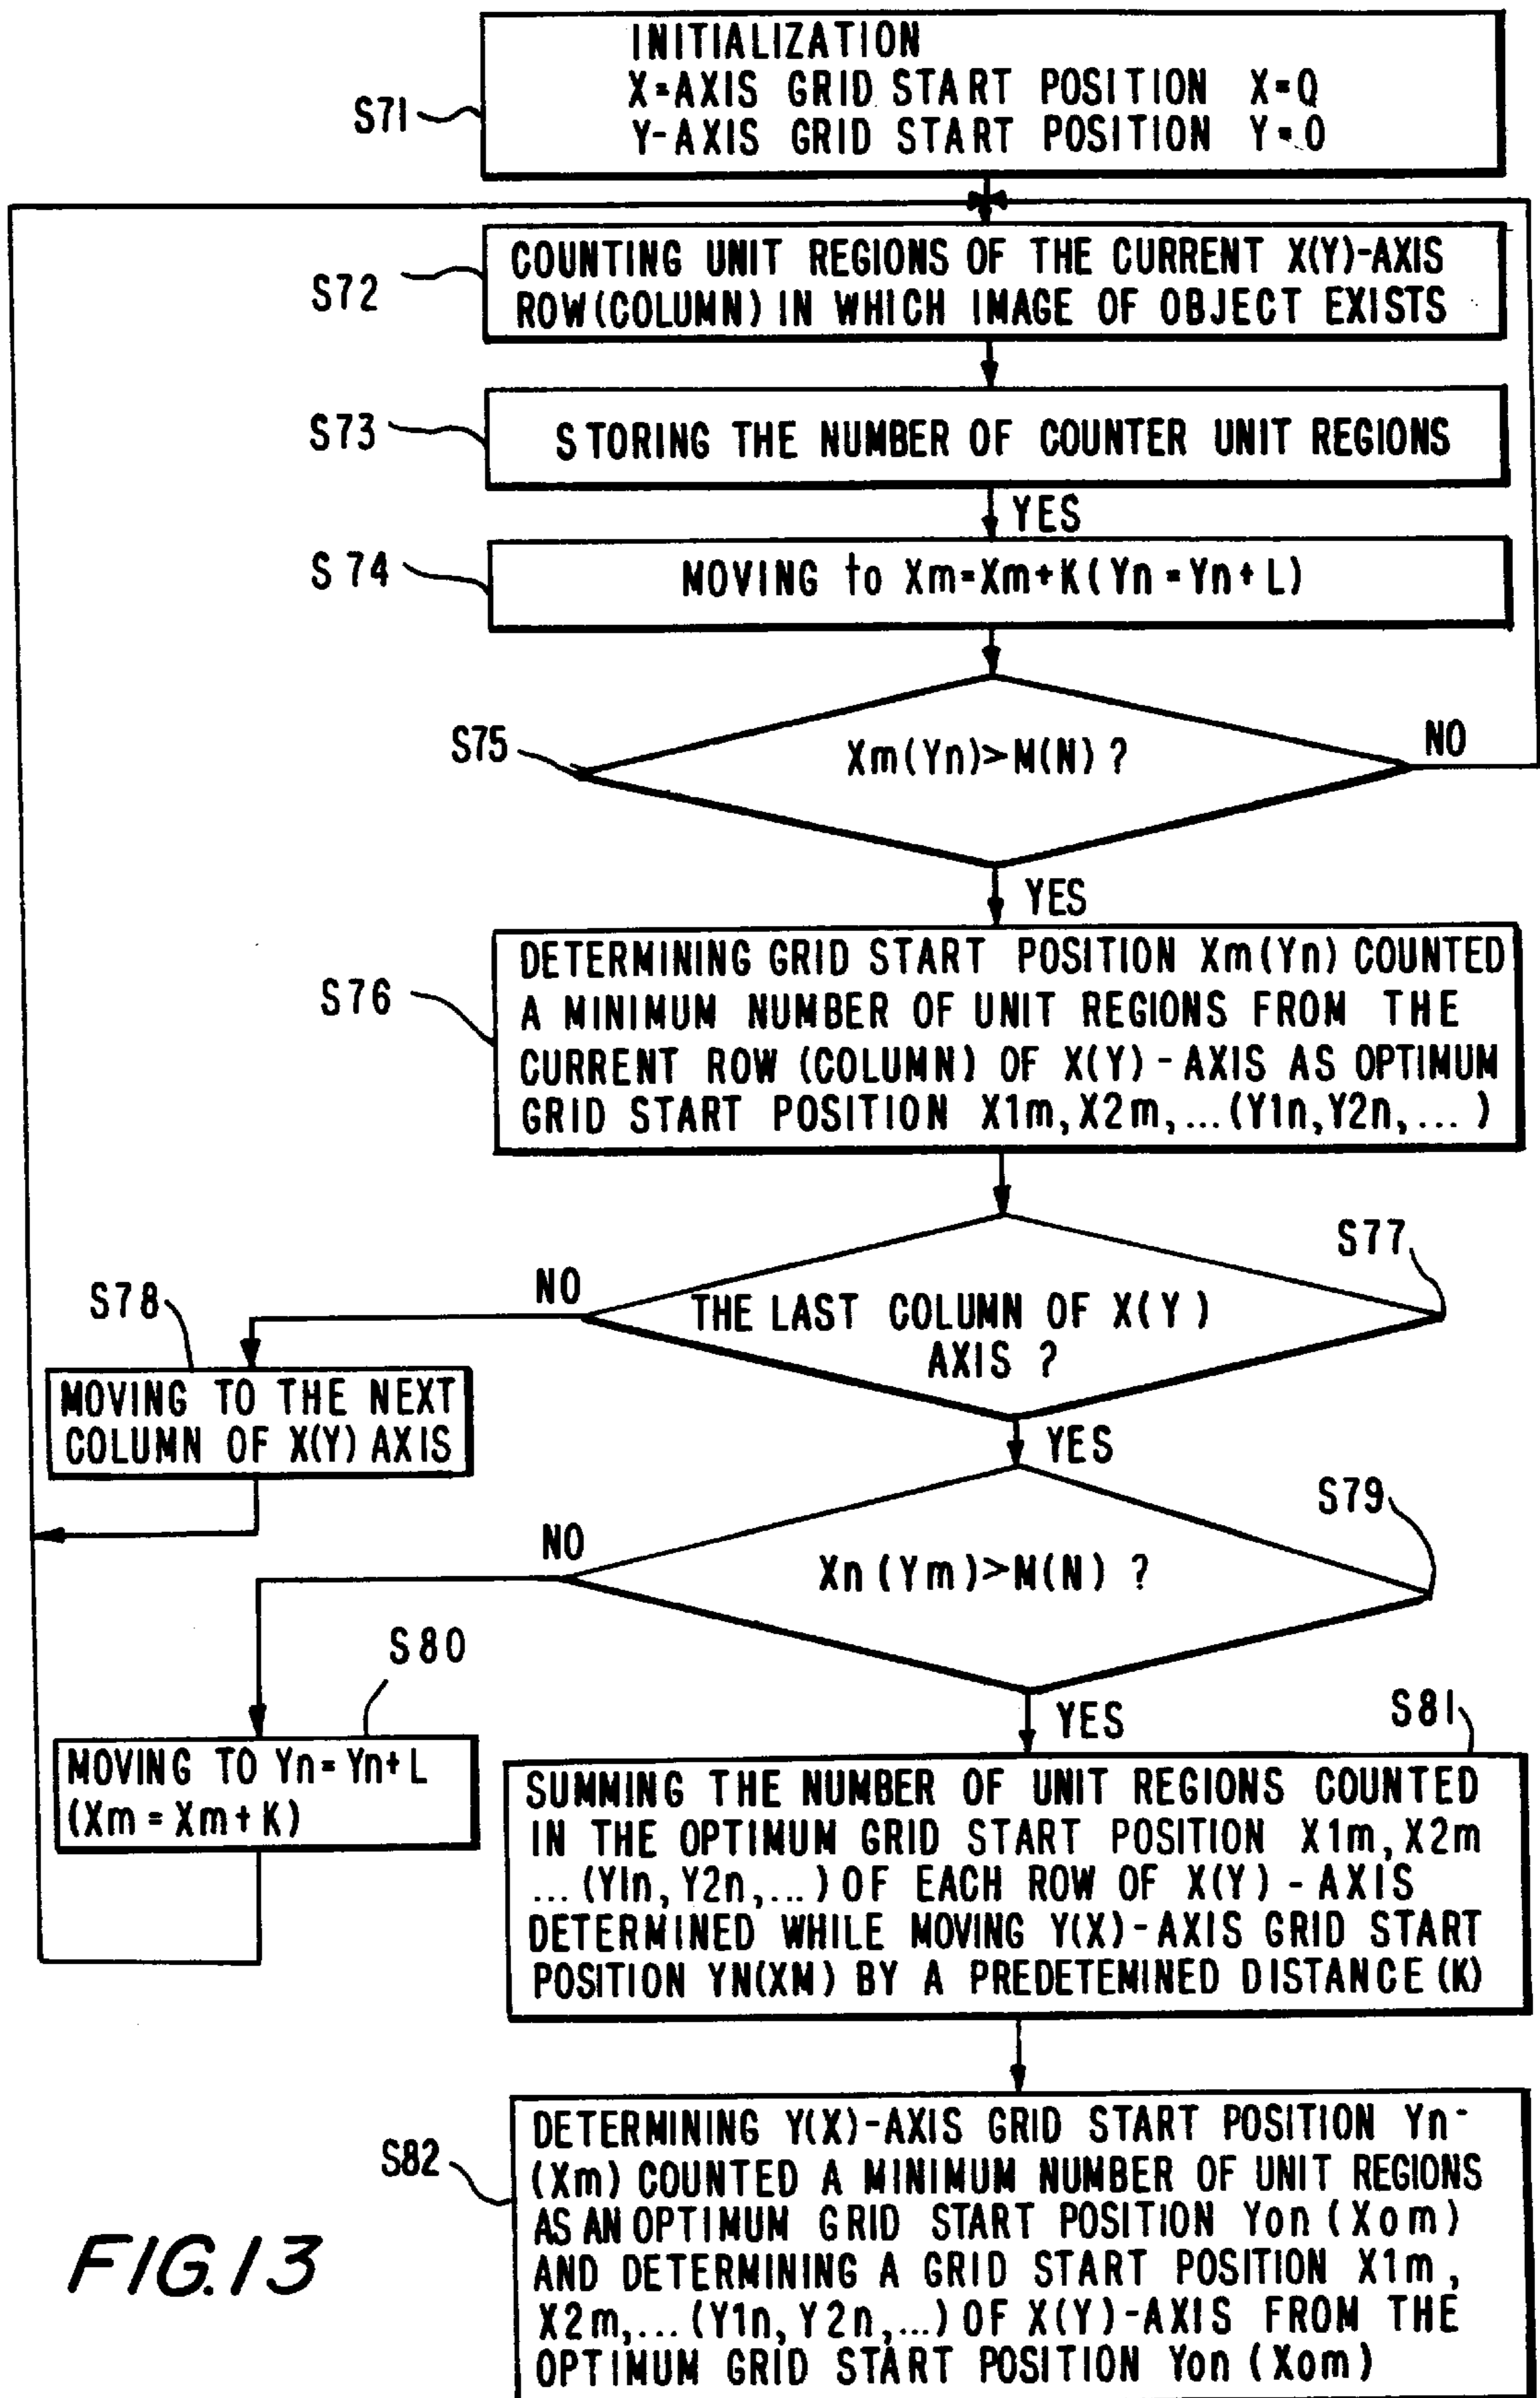 INITIALIZATION
X=AXIS GRID START POSITION X=Q
Y-AXIS GRID START POSITION Y=0
S71
COUNTING UNIT REGIONS OF THE CURRENT X(Y)-AXIS
ROW(COLUMN) IN WHICH IMAGE OF OBJECT EXISTS
S72
STORING THE NUMBER OF COUNTER UNIT REGIONS
S73
YES
MOVING to Xm=Xm+K(Yn=Yn+L)
S74
Xm(Yn)>M(N)?
S75
NO
YES
DETERMINING GRID START POSITION Xm(Yn) COUNTED
A MINIMUM NUMBER OF UNIT REGIONS FROM THE
CURRENT ROW (COLUMN) OF X(Y)-AXIS AS OPTIMUM
GRID START POSITION X1m,X2m,...(Y1n,Y2n,...)
S76
S77
NO
THE LAST COLUMN OF X(Y)
AXIS ?
S78
MOVING TO THE NEXT
COLUMN OF X(Y) AXIS
YES
S79
NO
Xn(Ym)>M(N) ?
S80
MOVING TO Yn=Yn+L
(Xm=Xm+K)
YES
S81
SUMMING THE NUMBER OF UNIT REGIONS COUNTED
IN THE OPTIMUM GRID START POSITION X1m,X2m
...(Y1n,Y2n,...) OF EACH ROW OF X(Y)-AXIS
DETERMINED WHILE MOVING Y(X)-AXIS GRID START
POSITION YN(XM) BY A PREDETEMINED DISTANCE(K)
S82
DETERMINING Y(X)-AXIS GRID START POSITION Yn-
(Xm) COUNTED A MINIMUM NUMBER OF UNIT REGIONS
AS AN OPTIMUM GRID START POSITION Yon (Xom)
AND DETERMINING A GRID START POSITION X1m,
X2m,...(Y1n,Y2n,...) OF X(Y)-AXIS FROM THE
OPTIMUM GRID START POSITION Yon (Xom)
FIG.13